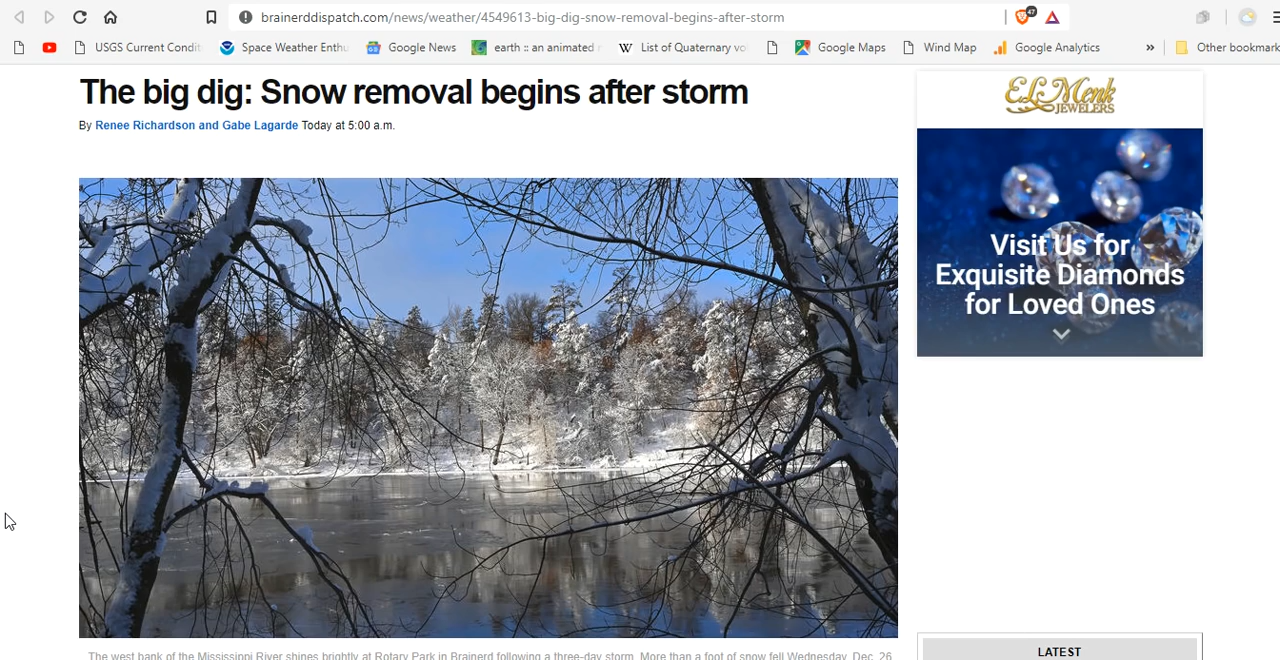 brainerddispatch.com/news/weather/4549613-big-dig-snow-removal-begins-after-storm
47
USGS Current Condit
Space Weather Enthu
Google News
earth :: an animated
List of Quaternary vo
Google Maps
Wind Map
Google Analytics
»
Other bookmark
The big dig: Snow removal begins after storm
By Renee Richardson and Gabe Lagarde Today at 5:00 a.m.
E.L. Menk
JEWELERS
Visit Us for
Exquisite Diamonds
for Loved Ones
The west bank of the Mississippi River shines brightly at Rotary Park in Brainerd following a three-day storm. More than a foot of snow fell Wednesday, Dec. 26
LATEST